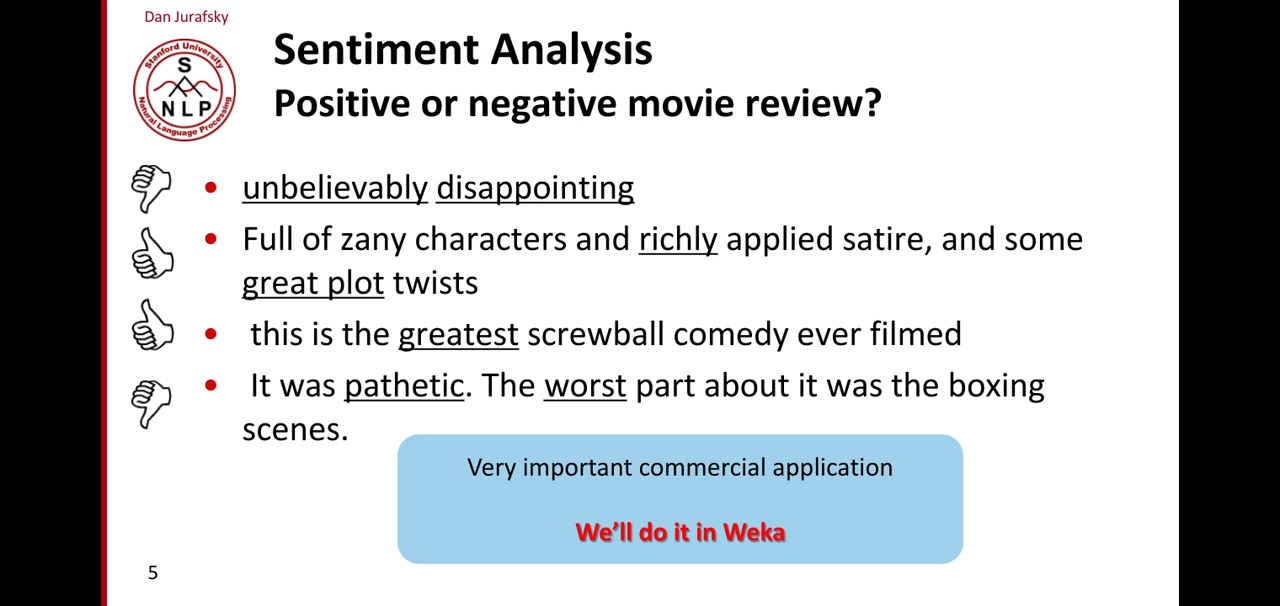 Dan Jurafsky
Stanford University
S
NLP
Natural Language Processing
Sentiment Analysis
Positive or negative movie review?
• unbelievably disappointing
• Full of zany characters and richly applied satire, and some
great plot twists
• this is the greatest screwball comedy ever filmed
• It was pathetic. The worst part about it was the boxing
scenes.
Very important commercial application
We’ll do it in Weka
5